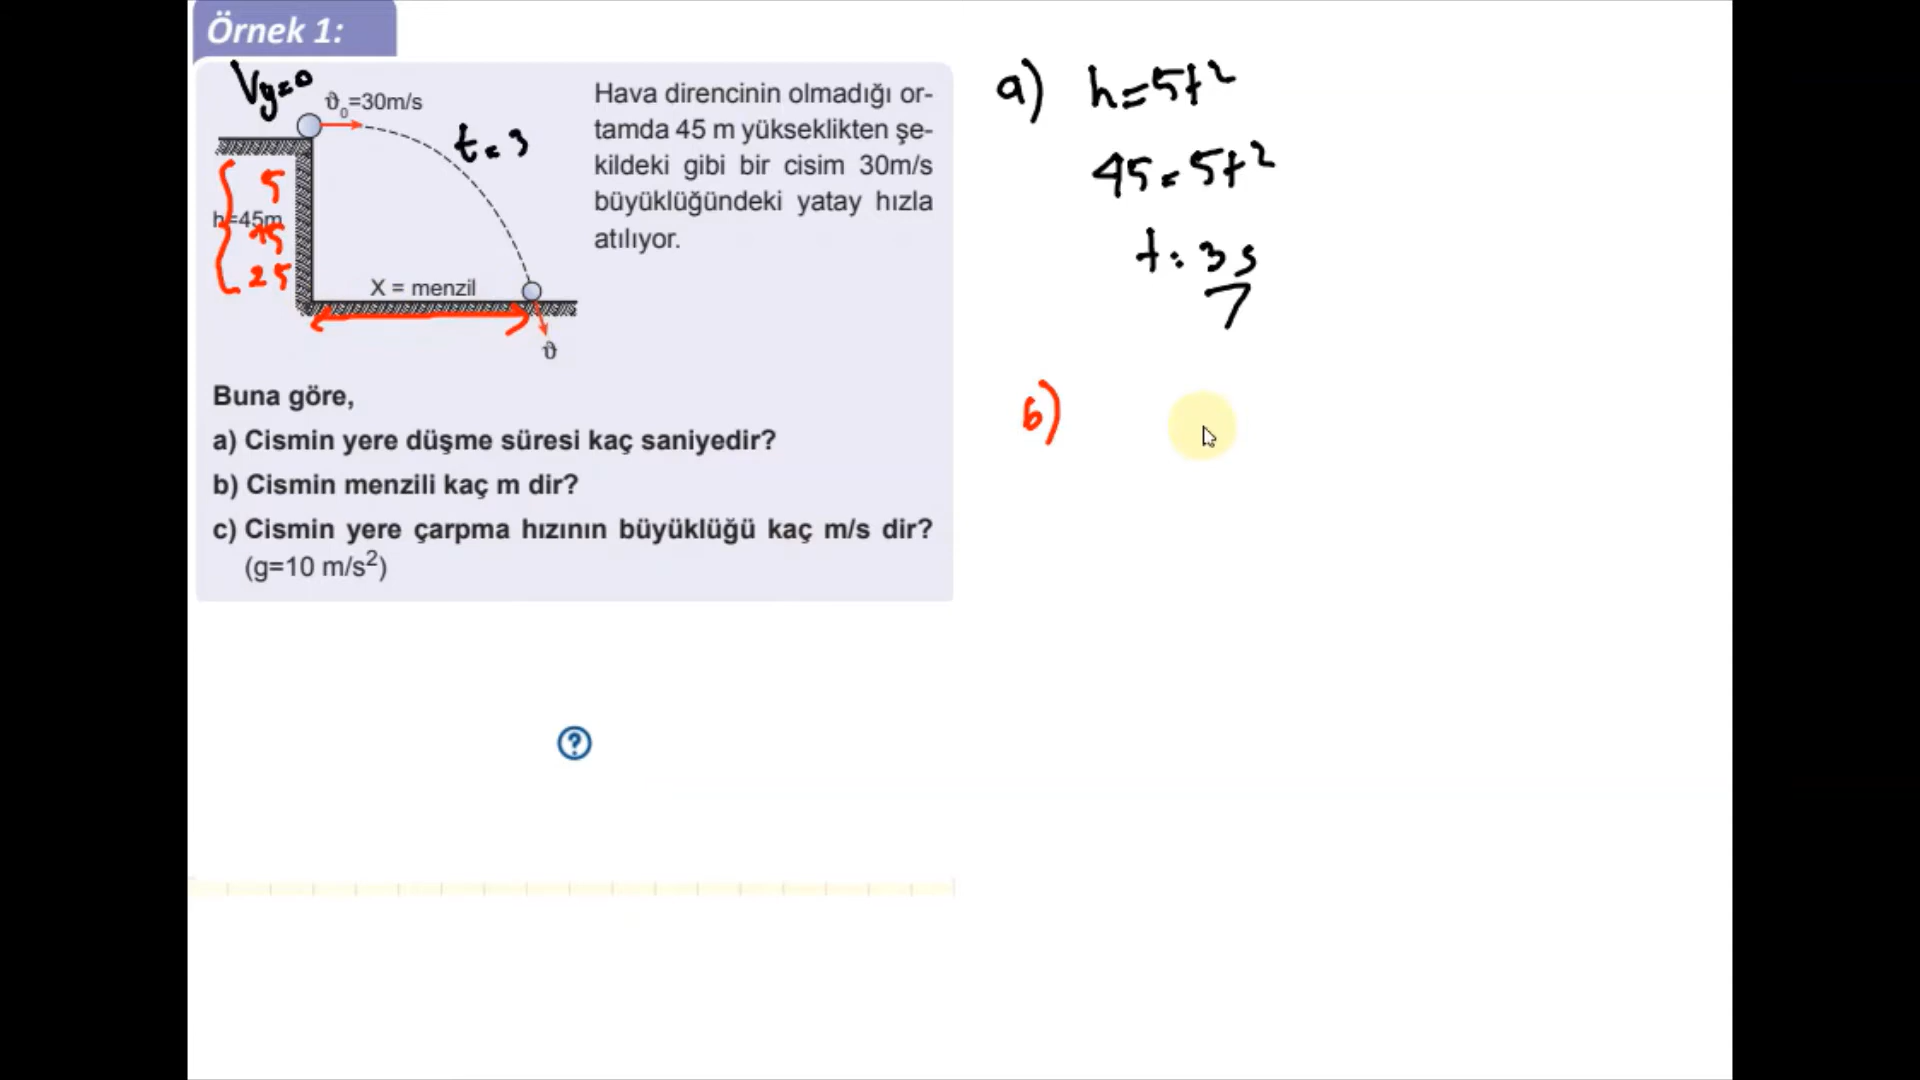 Örnek 1:
Vy=0
ϑ₀=30m/s
t=3
h=45m
5
15
25
X = menzil
ϑ
Hava direncinin olmadığı or-
tamda 45 m yükseklikten şe-
kildeki gibi bir cisim 30m/s
büyüklüğündeki yatay hızla
atılıyor.
Buna göre,
a) Cismin yere düşme süresi kaç saniyedir?
b) Cismin menzili kaç m dir?
c) Cismin yere çarpma hızının büyüklüğü kaç m/s dir?
(g=10 m/s²)
a) h=5t²
45=5t²
t=3s
b)
?